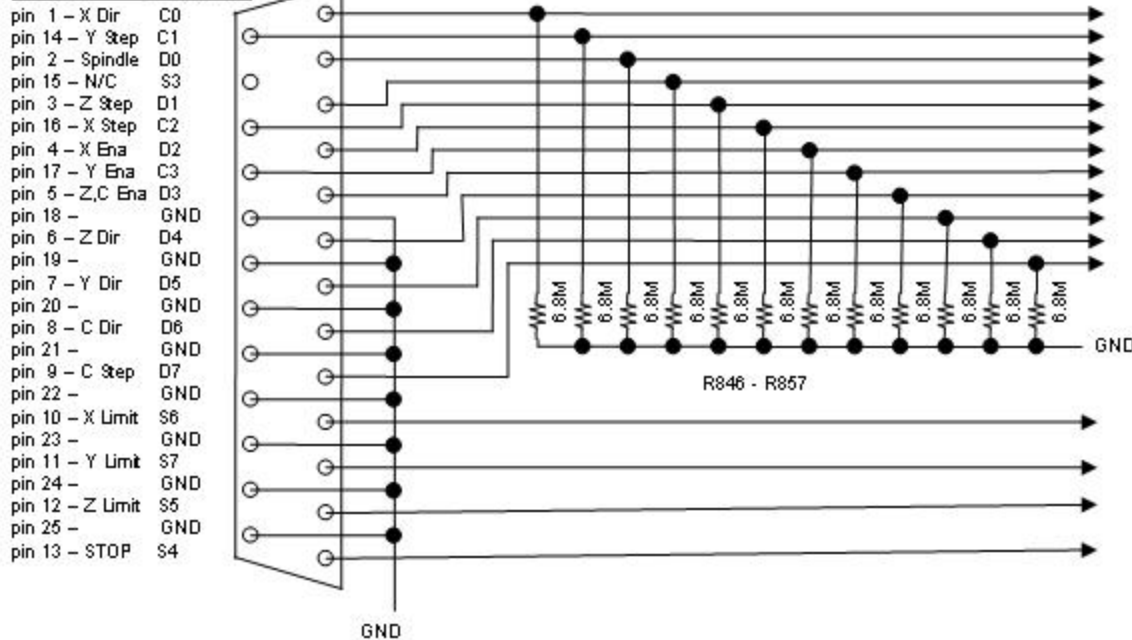 pin 1 – X Dir C0
pin 14 – Y Step C1
pin 2 – Spindle D0
pin 15 – N/C S3
pin 3 – Z Step D1
pin 16 – X Step C2
pin 4 – X Ena D2
pin 17 – Y Ena C3
pin 5 – Z,C Ena D3
pin 18 – GND
pin 6 – Z Dir D4
pin 19 – GND
pin 7 – Y Dir D5
pin 20 – GND
pin 8 – C Dir D6
pin 21 – GND
pin 9 – C Step D7
pin 22 – GND
pin 10 – X Limit S6
pin 23 – GND
pin 11 – Y Limit S7
pin 24 – GND
pin 12 – Z Limit S5
pin 25 – GND
pin 13 – STOP S4
GND
6.8M 6.8M 6.8M 6.8M 6.8M 6.8M 6.8M 6.8M 6.8M 6.8M 6.8M 6.8M
GND
R846 - R857